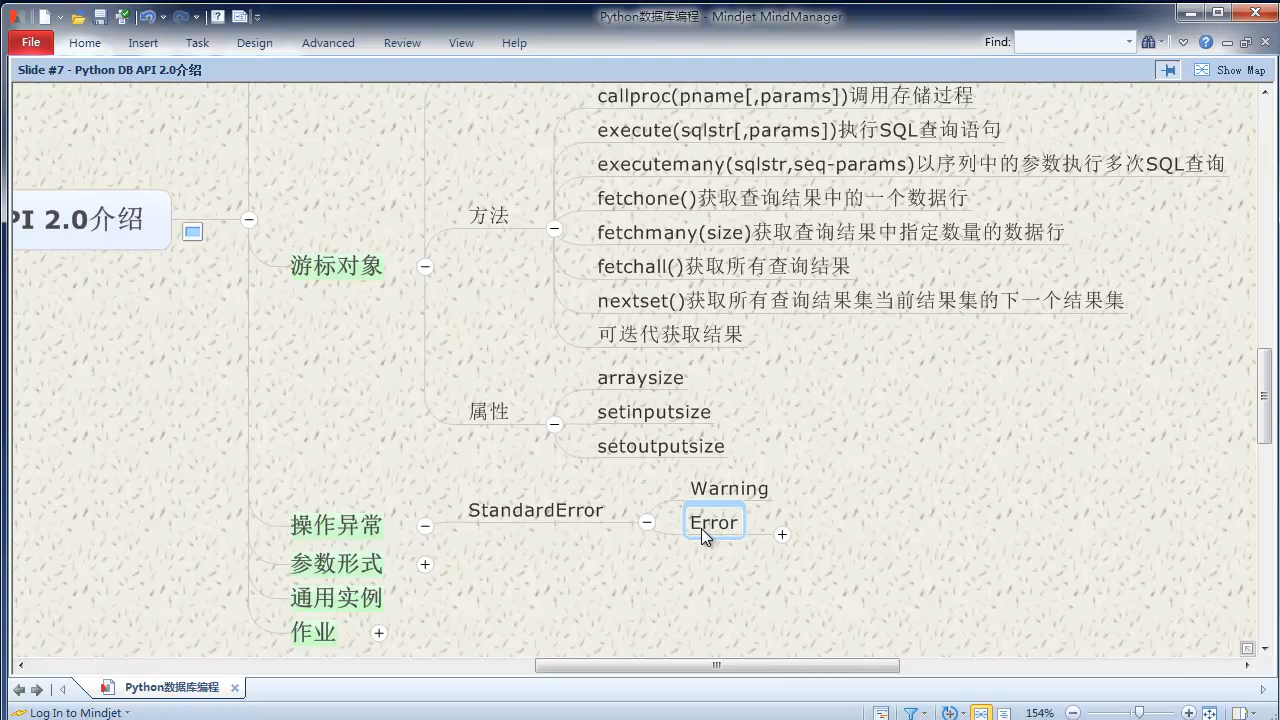 Python数据库编程 - Mindjet MindManager
File Home Insert Task Design Advanced Review View Help Find:
Slide #7 - Python DB API 2.0介绍 Show Map
callproc(pname[,params])调用存储过程
execute(sqlstr[,params])执行SQL查询语句
executemany(sqlstr,seq-params)以序列中的参数执行多次SQL查询
fetchone()获取查询结果中的一个数据行
方法
PI 2.0介绍
fetchmany(size)获取查询结果中指定数量的数据行
游标对象
fetchall()获取所有查询结果
nextset()获取所有查询结果集当前结果集的下一个结果集
可迭代获取结果
arraysize
属性
setinputsize
setoutputsize
Warning
StandardError
操作异常
Error
参数形式
通用实例
作业
Python数据库编程
Log In to Mindjet 154%